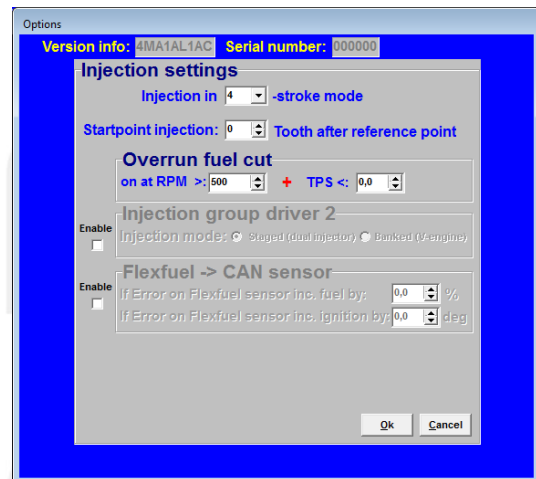 Options
Version info: 4MA1AL1AC Serial number: 000000
Injection settings
Injection in 4 -stroke mode
Startpoint injection: 0 Tooth after reference point
Overrun fuel cut
on at RPM >: 500 + TPS <: 0,0
Injection group driver 2
Enable
Injection mode: Staged (dual injector) Banked (V-engine)
Flexfuel -> CAN sensor
Enable
If Error on Flexfuel sensor inc. fuel by: 0,0 %
If Error on Flexfuel sensor inc. ignition by: 0,0 deg
Ok Cancel